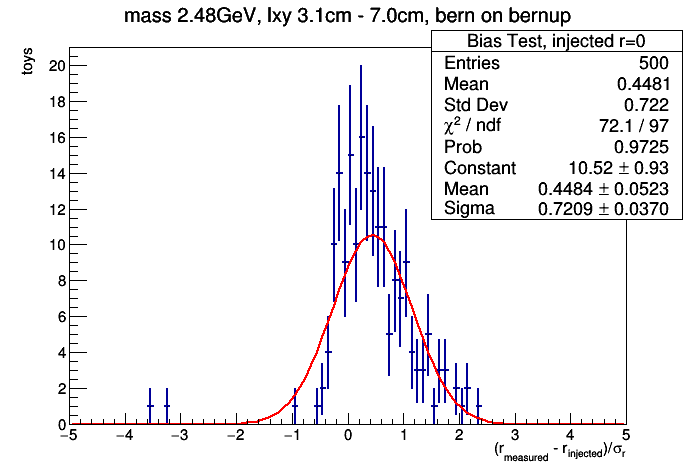 mass 2.48GeV, lxy 3.1cm - 7.0cm, bern on bernup
toys
Bias Test, injected r=0
Entries 500
Mean 0.4481
Std Dev 0.722
χ² / ndf 72.1 / 97
Prob 0.9725
Constant 10.52 ± 0.93
Mean 0.4484 ± 0.0523
Sigma 0.7209 ± 0.0370
20
18
16
14
12
10
8
6
4
2
0
−5 −4 −3 −2 −1 0 1 2 3 4 5
(r_measured - r_injected)/σ_r